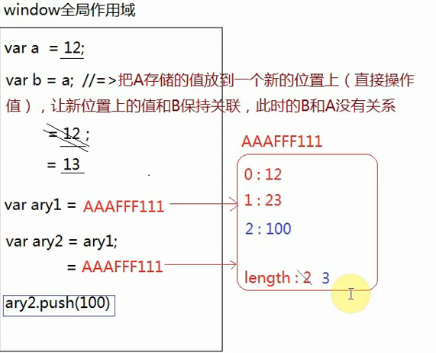 window全局作用域
var a = 12;
var b = a; //=>把A存储的值放到一个新的位置上（直接操作
值），让新位置上的值和B保持关联，此时的B和A没有关系
= 12 ;
= 13
AAAFFF111
0 : 12
1 : 23
2 : 100
length : 2 3
var ary1 = AAAFFF111
var ary2 = ary1;
= AAAFFF111
ary2.push(100)